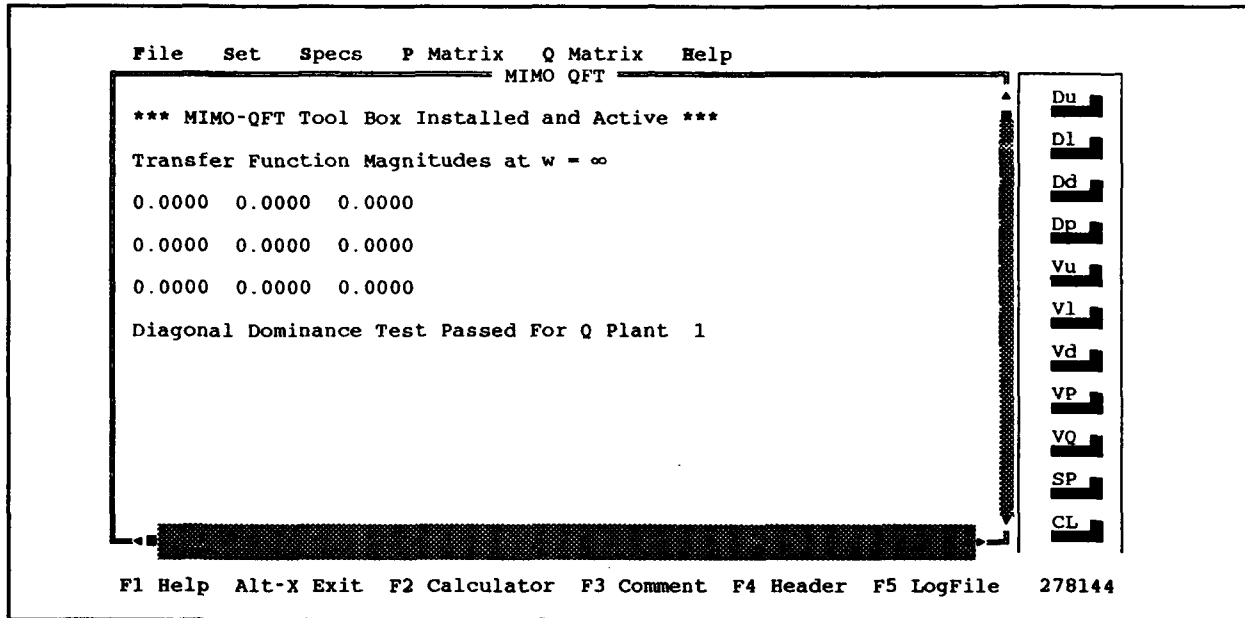 File Set Specs P Matrix Q Matrix Help
MIMO QFT
*** MIMO-QFT Tool Box Installed and Active ***
Transfer Function Magnitudes at w = ∞
0.0000 0.0000 0.0000
0.0000 0.0000 0.0000
0.0000 0.0000 0.0000
Diagonal Dominance Test Passed For Q Plant 1
Du
Dl
Dd
Dp
Vu
Vl
Vd
VP
VQ
SP
CL
F1 Help Alt-X Exit F2 Calculator F3 Comment F4 Header F5 LogFile 278144